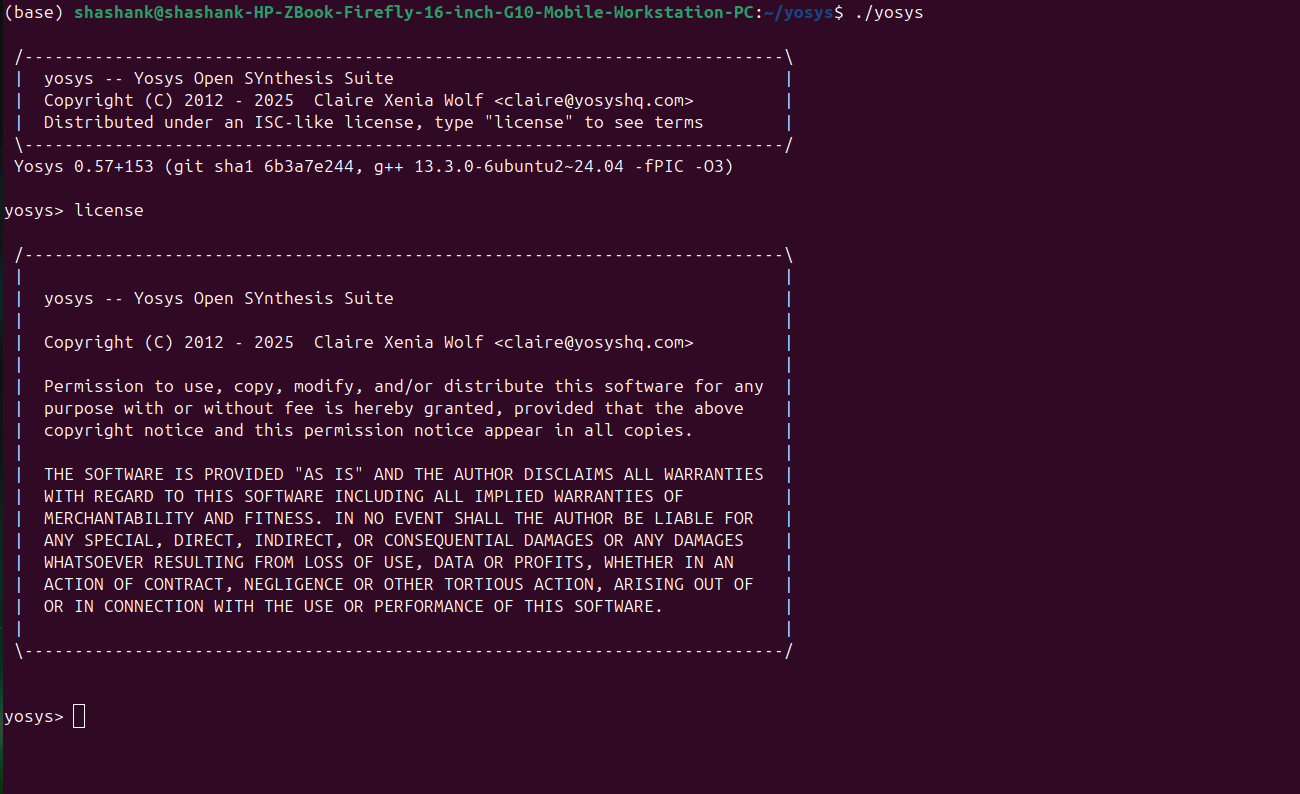 (base) shashank@shashank-HP-ZBook-Firefly-16-inch-G10-Mobile-Workstation-PC:~/yosys$ ./yosys

 /----------------------------------------------------------------------------\
 |  yosys -- Yosys Open SYnthesis Suite                                       |
 |  Copyright (C) 2012 - 2025  Claire Xenia Wolf <claire@yosyshq.com>         |
 |  Distributed under an ISC-like license, type "license" to see terms        |
 \----------------------------------------------------------------------------/
 Yosys 0.57+153 (git sha1 6b3a7e244, g++ 13.3.0-6ubuntu2~24.04 -fPIC -O3)

yosys> license

 /----------------------------------------------------------------------------\
 |                                                                            |
 |  yosys -- Yosys Open SYnthesis Suite                                       |
 |                                                                            |
 |  Copyright (C) 2012 - 2025  Claire Xenia Wolf <claire@yosyshq.com>         |
 |                                                                            |
 |  Permission to use, copy, modify, and/or distribute this software for any  |
 |  purpose with or without fee is hereby granted, provided that the above    |
 |  copyright notice and this permission notice appear in all copies.         |
 |                                                                            |
 |  THE SOFTWARE IS PROVIDED "AS IS" AND THE AUTHOR DISCLAIMS ALL WARRANTIES  |
 |  WITH REGARD TO THIS SOFTWARE INCLUDING ALL IMPLIED WARRANTIES OF          |
 |  MERCHANTABILITY AND FITNESS. IN NO EVENT SHALL THE AUTHOR BE LIABLE FOR   |
 |  ANY SPECIAL, DIRECT, INDIRECT, OR CONSEQUENTIAL DAMAGES OR ANY DAMAGES    |
 |  WHATSOEVER RESULTING FROM LOSS OF USE, DATA OR PROFITS, WHETHER IN AN     |
 |  ACTION OF CONTRACT, NEGLIGENCE OR OTHER TORTIOUS ACTION, ARISING OUT OF   |
 |  OR IN CONNECTION WITH THE USE OR PERFORMANCE OF THIS SOFTWARE.            |
 |                                                                            |
 \----------------------------------------------------------------------------/

yosys>